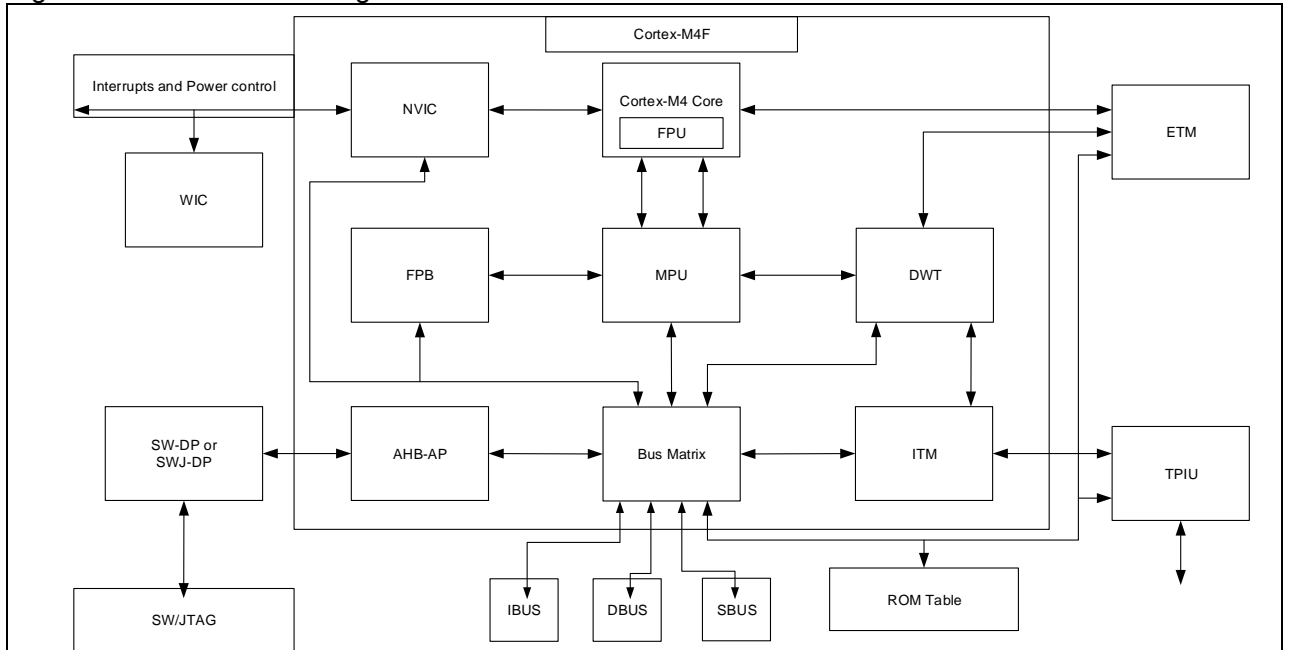 Cortex-M4F
Interrupts and Power control
NVIC
Cortex-M4 Core
FPU
ETM
WIC
FPB
MPU
DWT
SW-DP or
SWJ-DP
AHB-AP
Bus Matrix
ITM
TPIU
IBUS
DBUS
SBUS
ROM Table
SW/JTAG